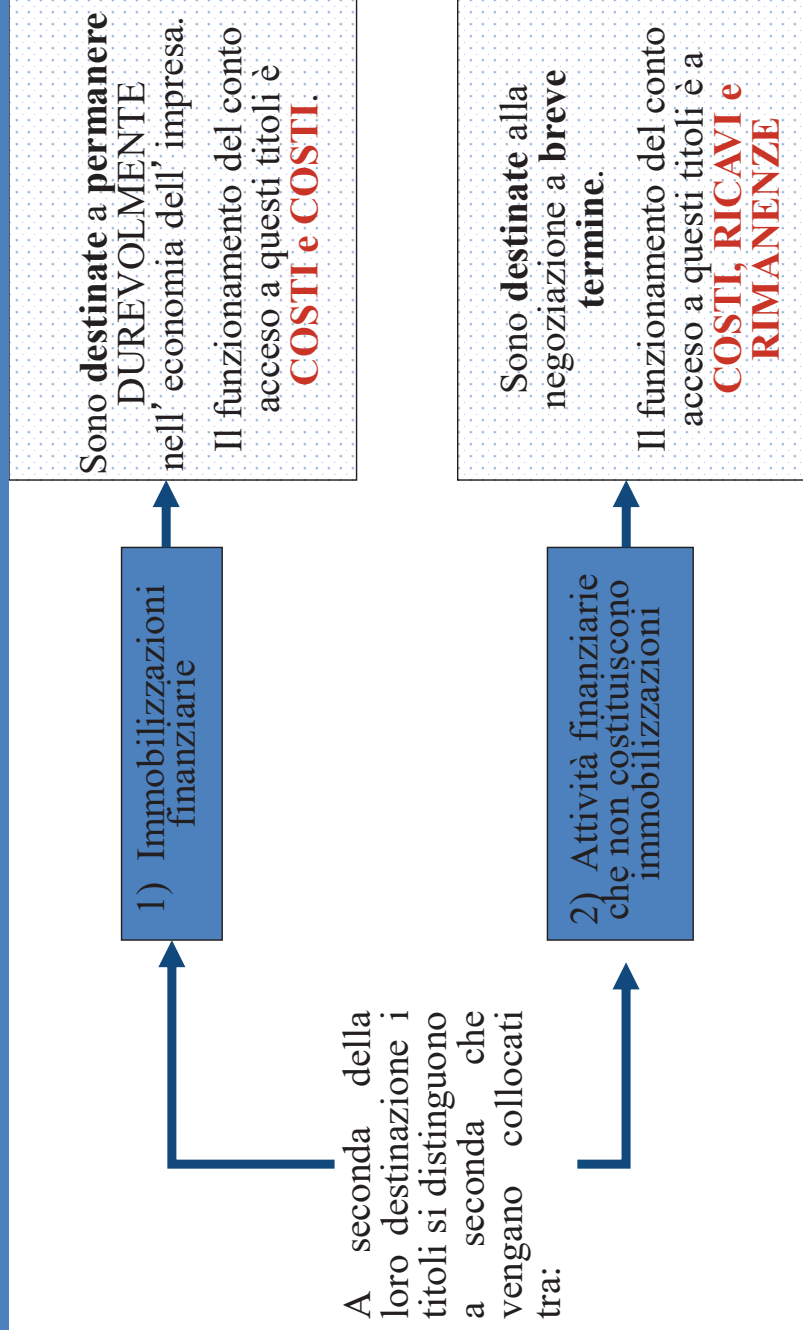 A seconda della
loro destinazione i
titoli si distinguono
a seconda che
vengano collocati
tra:
1) Immobilizzazioni
finanziarie
Sono destinate a permanere
DUREVOLMENTE
nell’ economia dell’ impresa.
Il funzionamento del conto
acceso a questi titoli è
COSTI e COSTI.
2) Attività finanziarie
che non costituiscono
immobilizzazioni
Sono destinate alla
negoziazione a breve
termine.
Il funzionamento del conto
acceso a questi titoli è a
COSTI, RICAVI e
RIMANENZE